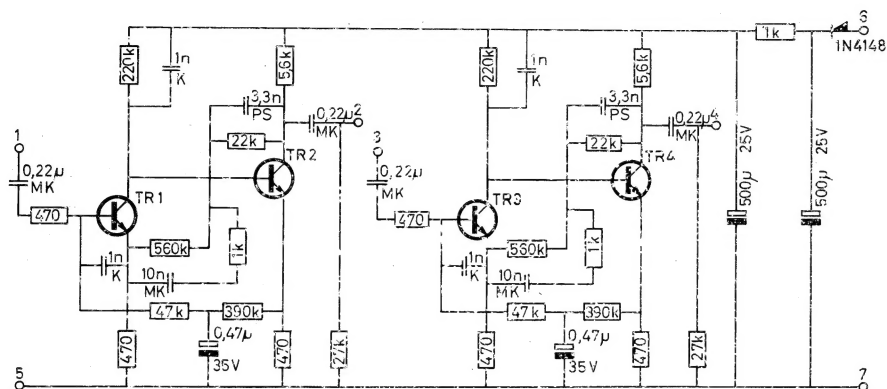 6
1k
1N4148
220k
1n
K
5,6k
3,3n
PS
0,22µ
MK
2
22k
TR2
1
0,22µ
MK
470
TR1
560k
1k
1n
K
10n
MK
47k
390k
0,47µ
35V
470
470
27k
5
220k
1n
K
5,6k
3,3n
PS
0,22µ
MK
4
22k
TR4
3
0,22µ
MK
470
TR3
560k
1k
1n
K
10n
MK
47k
390k
0,47µ
35V
470
470
27k
500µ 25V
500µ 25V
7